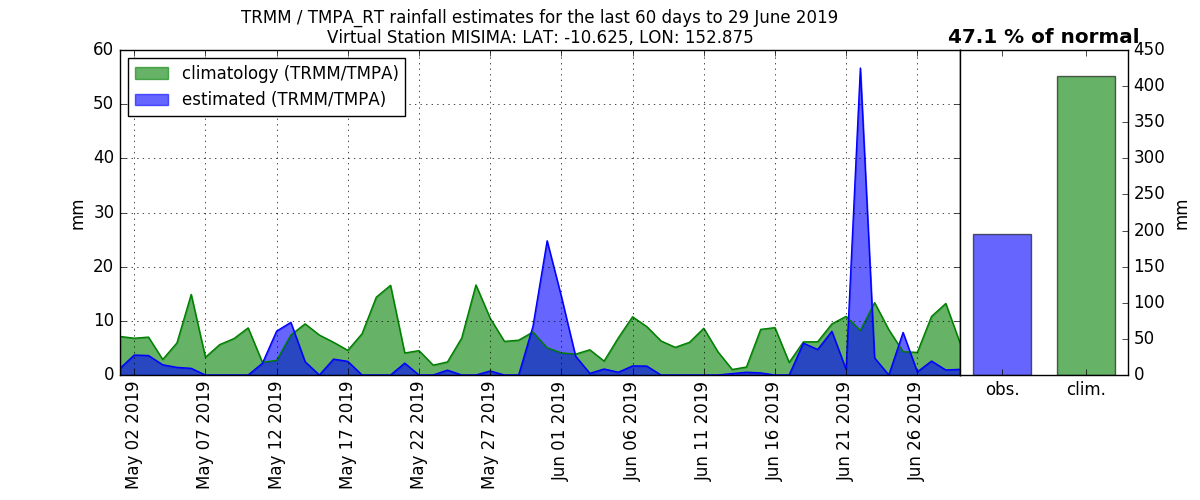 TRMM / TMPA_RT rainfall estimates for the last 60 days to 29 June 2019
Virtual Station MISIMA: LAT: -10.625, LON: 152.875
47.1 % of normal
climatology (TRMM/TMPA)
estimated (TRMM/TMPA)
60
50
40
30
20
10
0
mm
May 02 2019
May 07 2019
May 12 2019
May 17 2019
May 22 2019
May 27 2019
Jun 01 2019
Jun 06 2019
Jun 11 2019
Jun 16 2019
Jun 21 2019
Jun 26 2019
obs.
clim.
450
400
350
300
250
200
150
100
50
0
mm